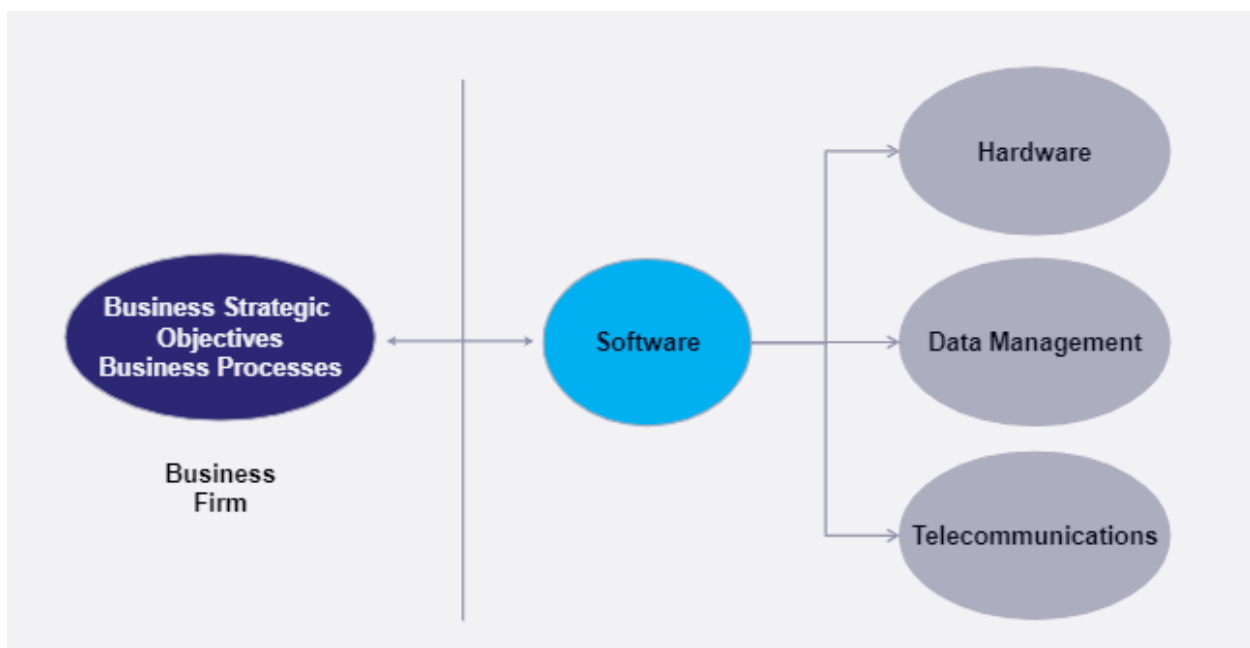 Business Strategic
Objectives
Business Processes
Business
Firm
Software
Hardware
Data Management
Telecommunications